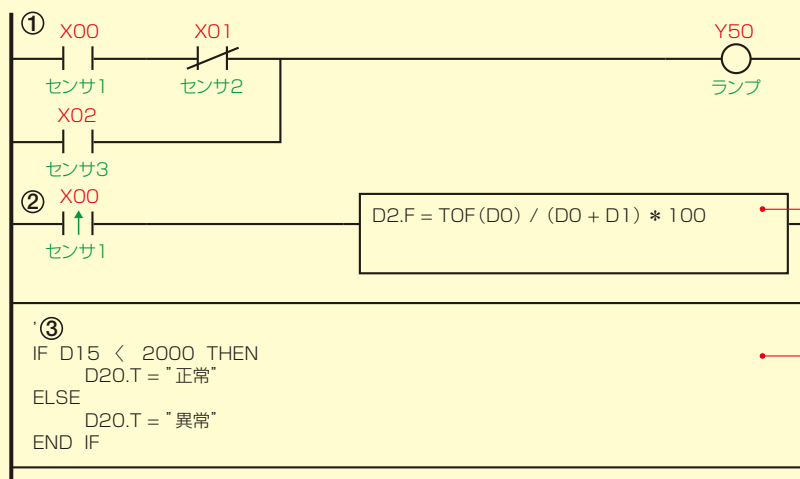 ① X00 X01 Y50
センサ1 センサ2 ランプ
X02
センサ3
② X00
D2.F = TOF(D0) / (D0 + D1) * 100
センサ1
'③
IF D15 < 2000 THEN
D20.T = "正常"
ELSE
D20.T = "異常"
END IF